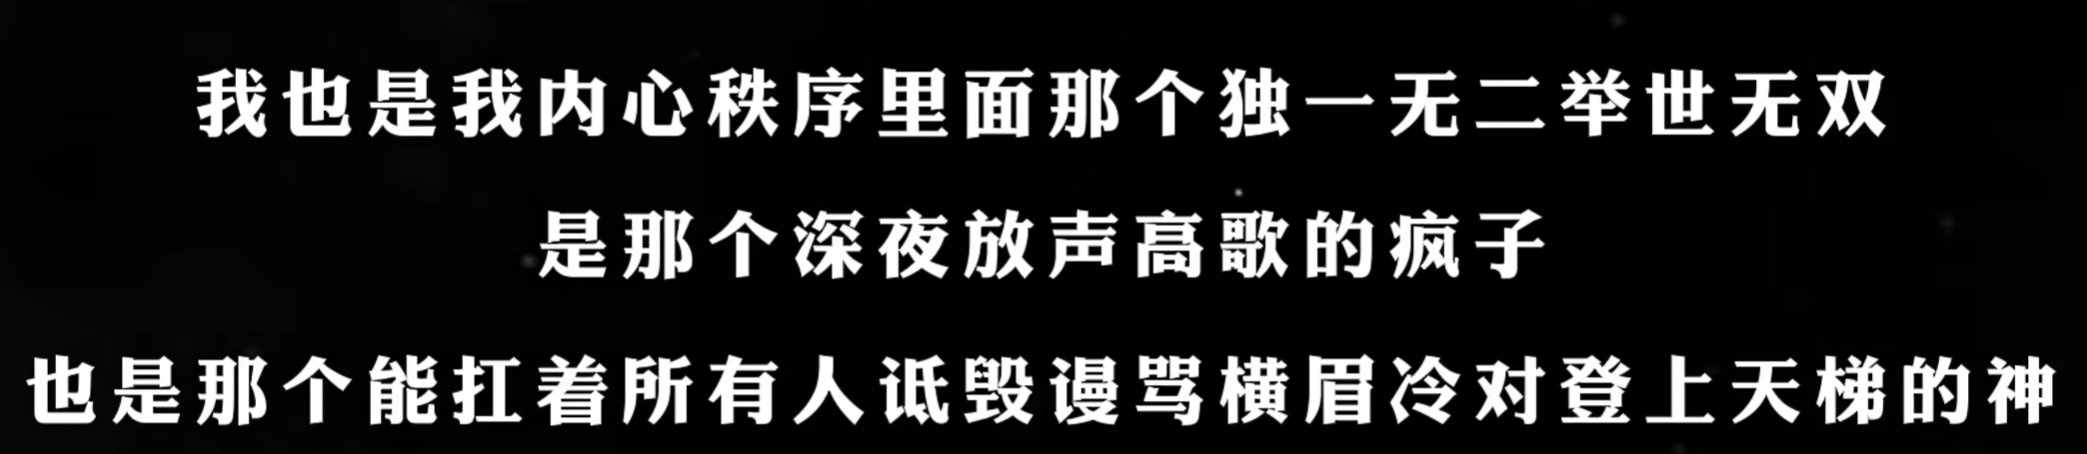 我也是我内心秩序里面那个独一无二举世无双
是那个深夜放声高歌的疯子
也是那个能扛着所有人诋毁谩骂横眉冷对登上天梯的神